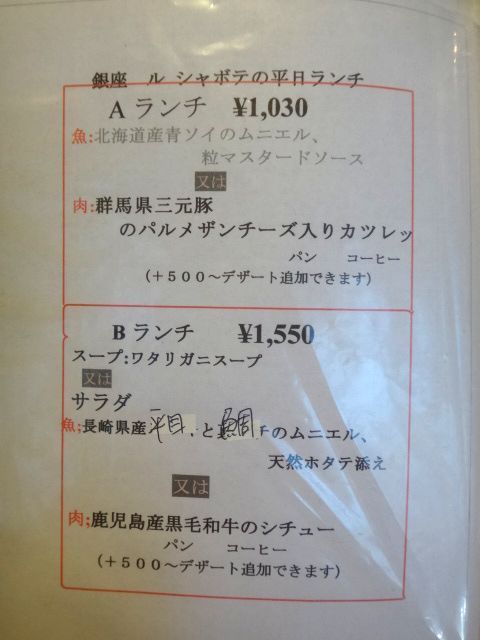 銀座 ル シャボテの平日ランチ
A ランチ ¥1,030
魚:北海道産青ソイのムニエル、
粒マスタードソース
又は
肉:群馬県三元豚
のパルメザンチーズ入りカツレッ
パン コーヒー
（＋５００～デザート追加できます）
B ランチ ¥1,550
スープ:ワタリガニスープ
又は
サラダ
魚;長崎県産平目、と鯛のムニエル、
天然ホタテ添え
又は
肉;鹿児島産黒毛和牛のシチュー
パン コーヒー
（＋５００～デザート追加できます）